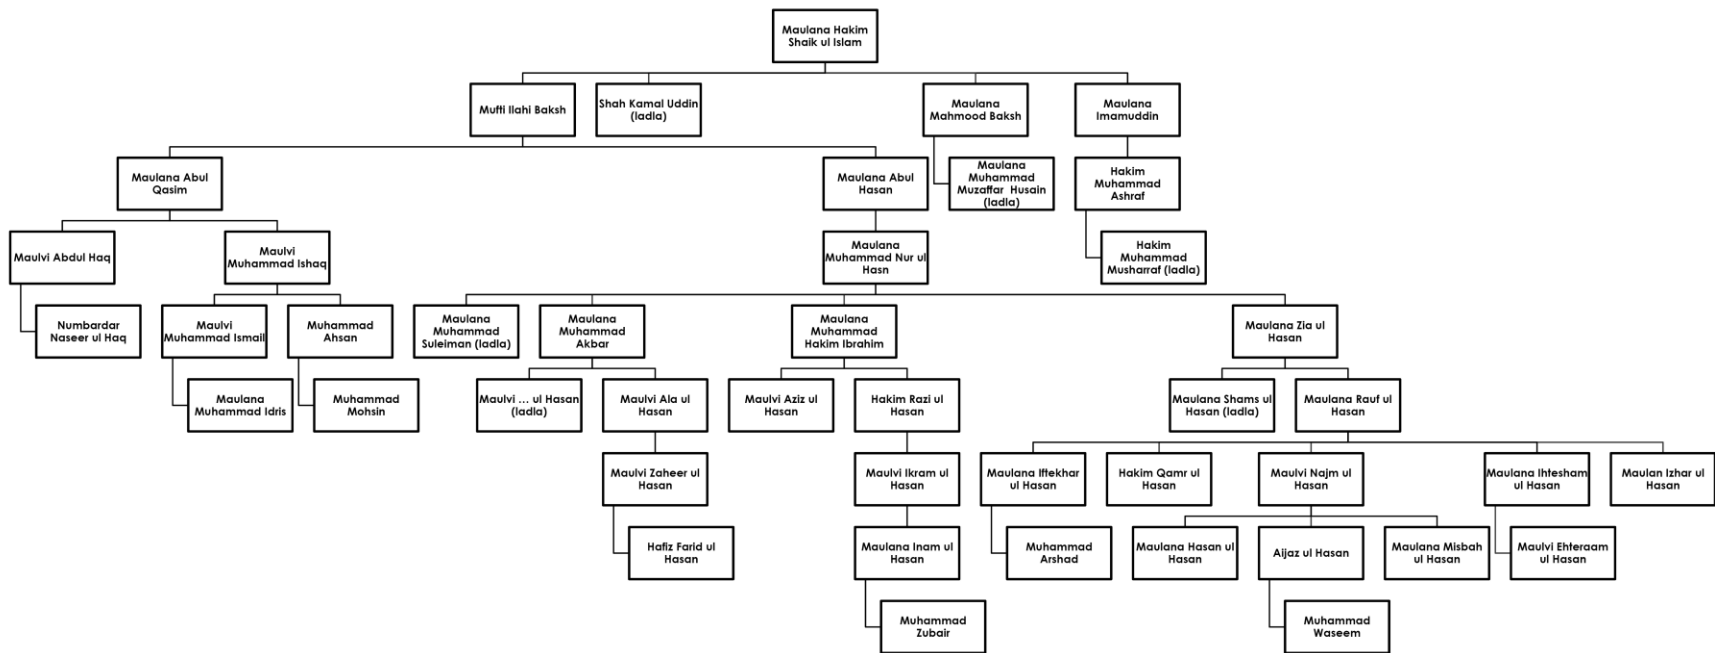 Maulana Hakim
Shaik ul Islam
Mufti Ilahi Baksh
Shah Kamal Uddin
(ladla)
Maulana
Mahmood Baksh
Maulana
Imamuddin
Maulana Abul
Qasim
Maulana Abul
Hasan
Maulana
Muhammad
Muzaffar Husain
(ladla)
Hakim
Muhammad
Ashraf
Maulvi Abdul Haq
Maulvi
Muhammad Ishaq
Maulana
Muhammad Nur ul
Hasn
Hakim
Muhammad
Musharraf (ladla)
Numbardar
Naseer ul Haq
Maulvi
Muhammad Ismail
Muhammad
Ahsan
Maulana
Muhammad
Suleiman (ladla)
Maulana
Muhammad
Akbar
Maulana
Muhammad
Hakim Ibrahim
Maulana Zia ul
Hasan
Maulana
Muhammad Idris
Muhammad
Mohsin
Maulvi ... ul Hasan
(ladla)
Maulvi Ala ul
Hasan
Maulvi Aziz ul
Hasan
Hakim Razi ul
Hasan
Maulana Shams ul
Hasan (ladla)
Maulana Rauf ul
Hasan
Maulvi Zaheer ul
Hasan
Maulvi Ikram ul
Hasan
Maulana Iftekhar
ul Hasan
Hakim Qamr ul
Hasan
Maulvi Najm ul
Hasan
Maulana Ihtesham
ul Hasan
Maulan Izhar ul
Hasan
Hafiz Farid ul
Hasan
Maulana Inam ul
Hasan
Muhammad
Arshad
Maulana Hasan ul
Hasan
Aijaz ul Hasan
Maulana Misbah
ul Hasan
Maulvi Ehteraam
ul Hasan
Muhammad
Zubair
Muhammad
Waseem